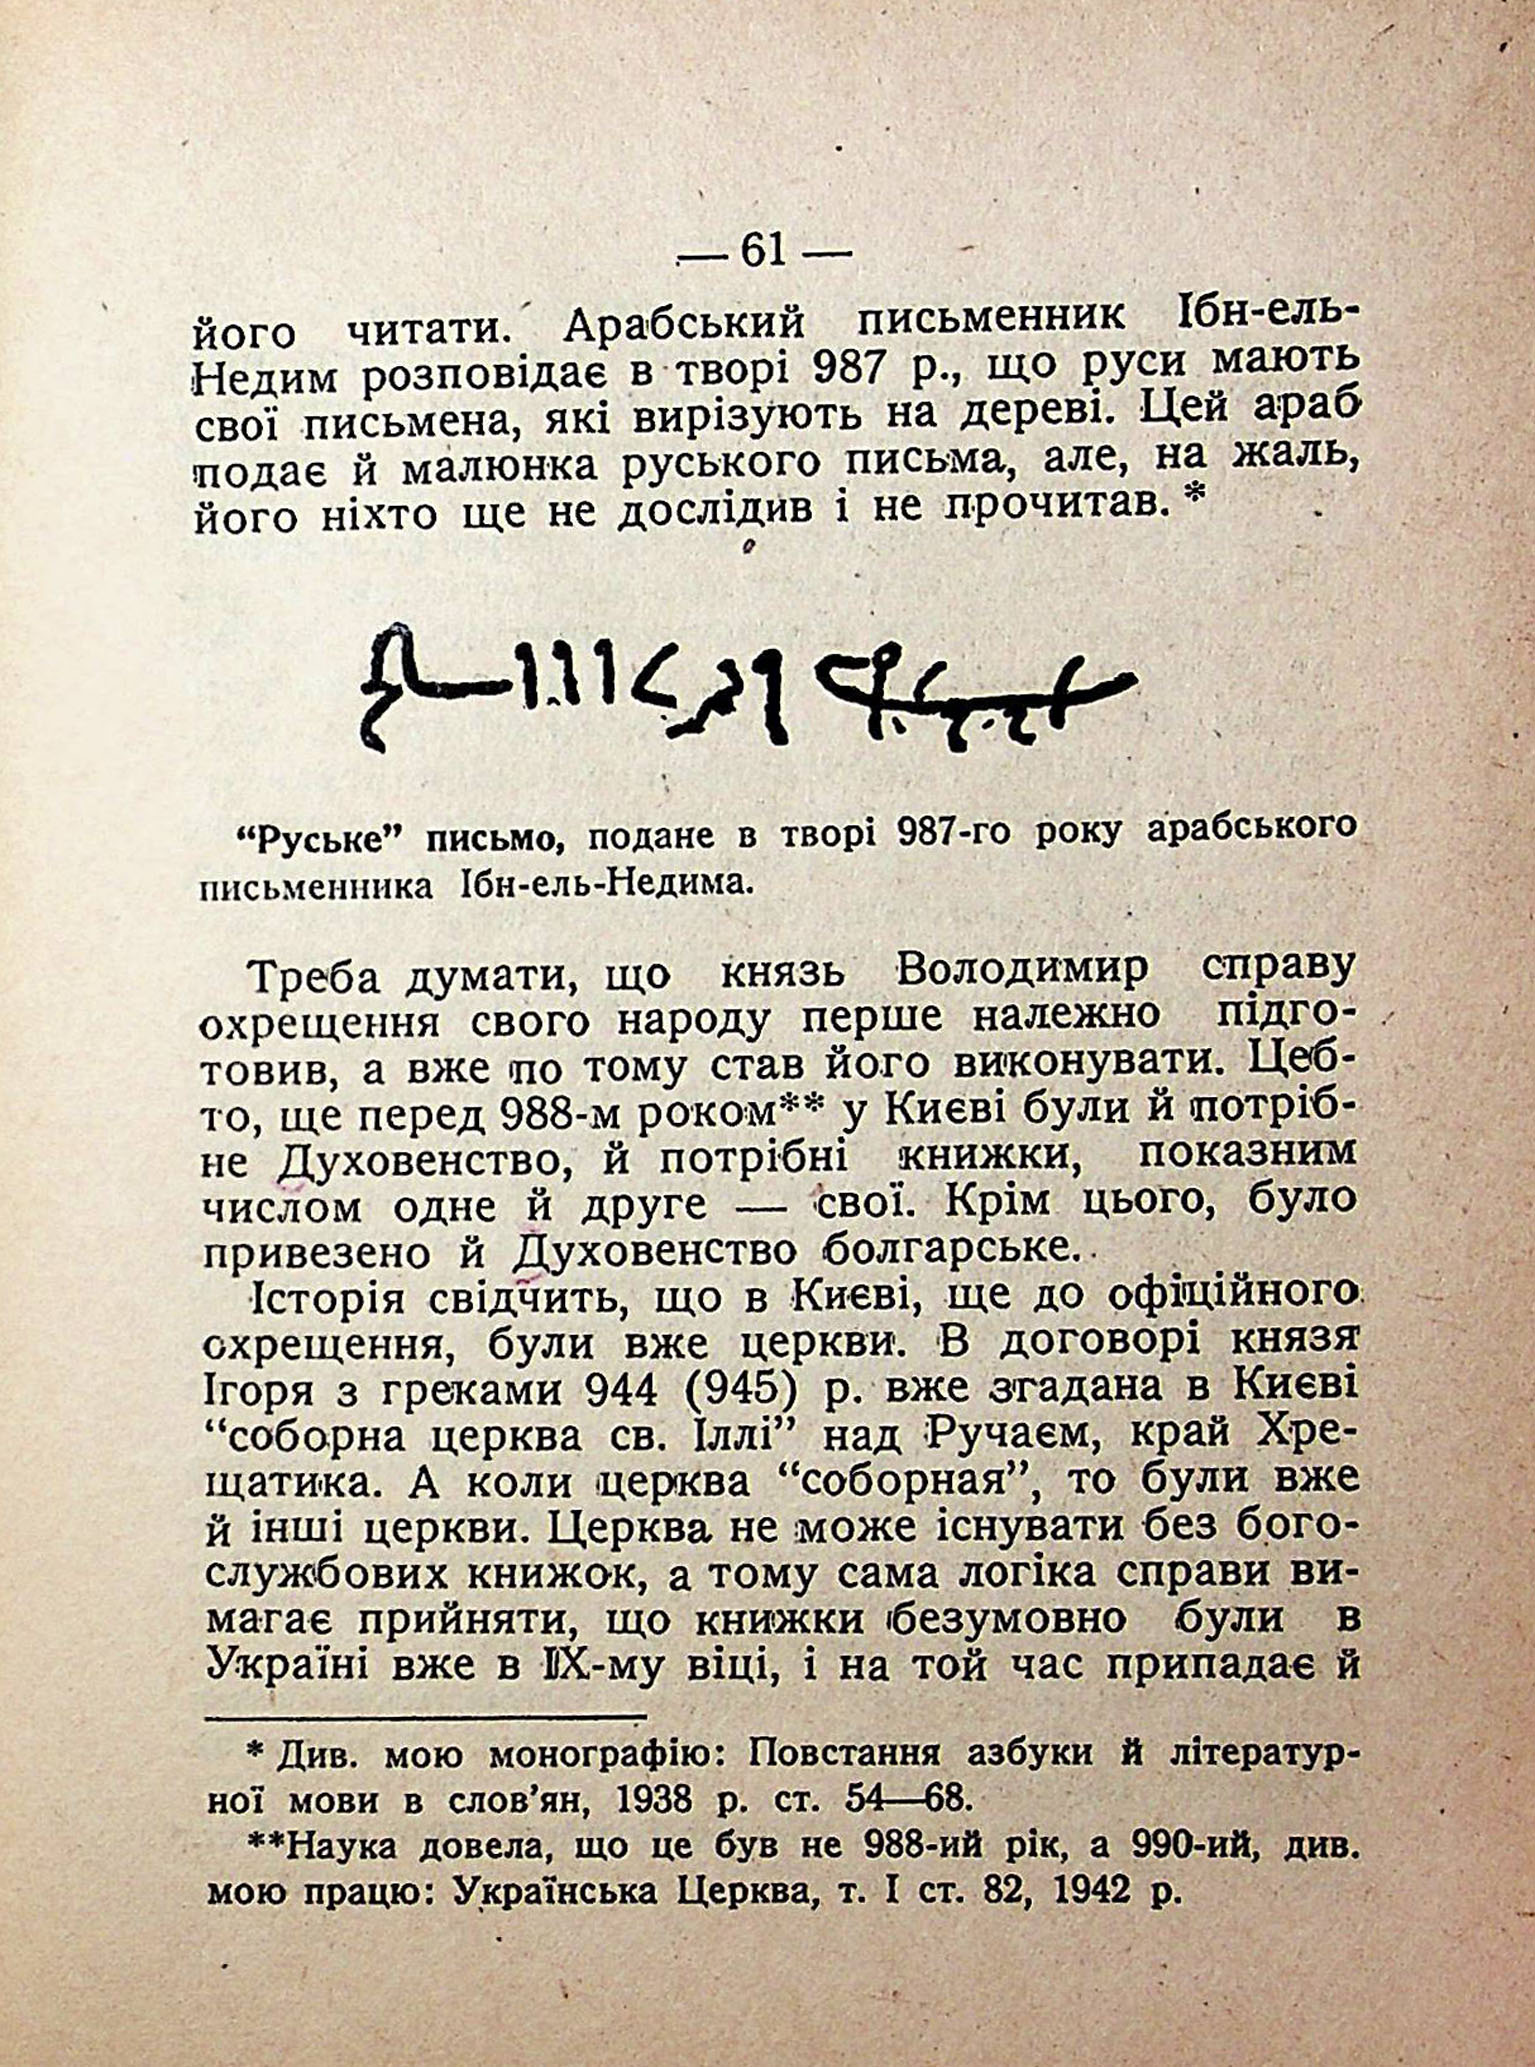 — 61 —
його читати. Арабський письменник Ібн-ель-
Недим розповідає в творі 987 р., що руси мають
свої письмена, які вирізують на дереві. Цей араб
подає й малюнка руського письма, але, на жаль,
його ніхто ще не дослідив і не прочитав. *
“Руське” письмо, подане в творі 987-го року арабського
письменника Ібн-ель-Недима.
Треба думати, що князь Володимир справу
охрещення свого народу перше належно підго-
товив, а вже по тому став його виконувати. Цеб-
то, ще перед 988-м роком** у Києві були й потріб-
не Духовенство, й потрібні книжки, показним
числом одне й друге — свої. Крім цього, було
привезено й Духовенство болгарське.
Історія свідчить, що в Києві, ще до офіційного
охрещення, були вже церкви. В договорі князя
Ігоря з греками 944 (945) р. вже згадана в Києві
“соборна церква св. Іллі” над Ручаєм, край Хре-
щатика. А коли церква “соборная”, то були вже
й інші церкви. Церква не може існувати без бого-
службових книжок, а тому сама логіка справи ви-
магає прийняти, що книжки безумовно були в
Україні вже в IX-му віці, і на той час припадає й
* Див. мою монографію: Повстання азбуки й літератур-
ної мови в слов’ян, 1938 р. ст. 54—68.
**Наука довела, що це був не 988-ий рік, а 990-ий, див.
мою працю: Українська Церква, т. I ст. 82, 1942 р.